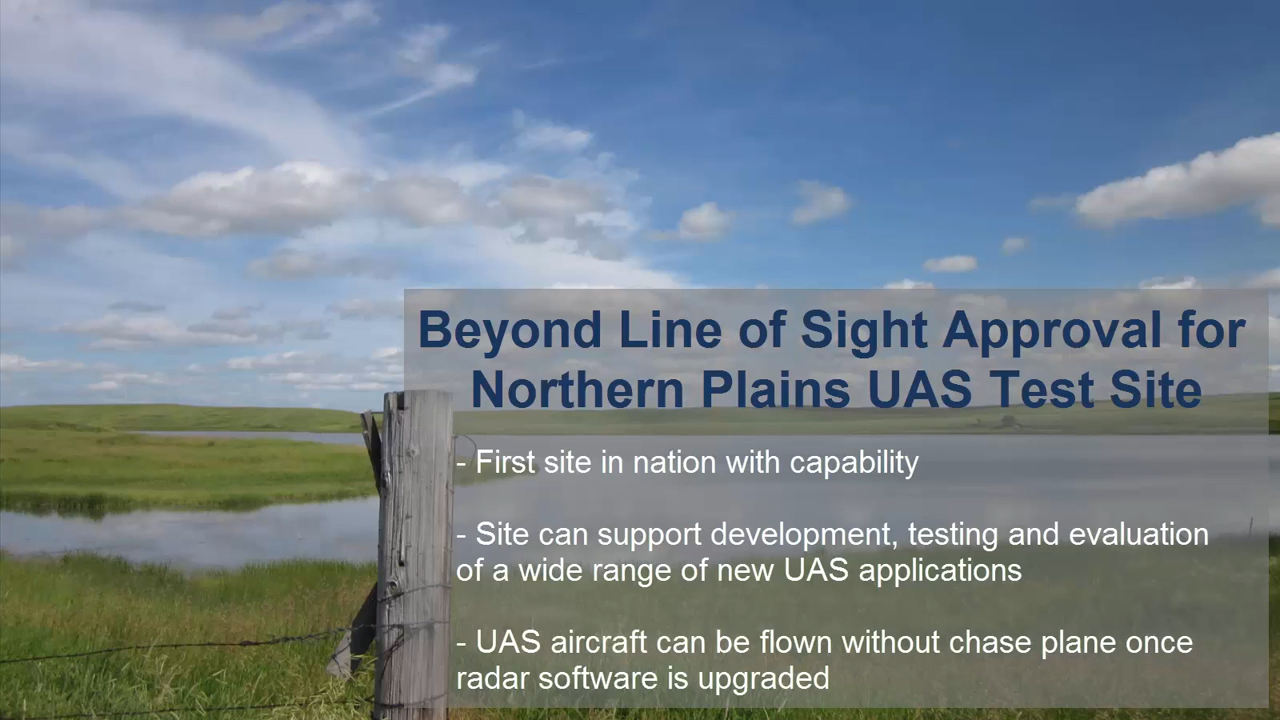 Beyond Line of Sight Approval for
Northern Plains UAS Test Site
- First site in nation with capability
- Site can support development, testing and evaluation
of a wide range of new UAS applications
- UAS aircraft can be flown without chase plane once
radar software is upgraded